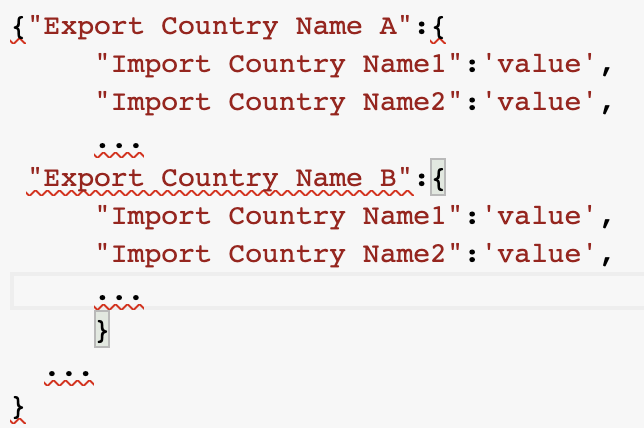 {"Export Country Name A":{
"Import Country Name1":'value',
"Import Country Name2":'value',
...
"Export Country Name B":{
"Import Country Name1":'value',
"Import Country Name2":'value',
...
}
...
}